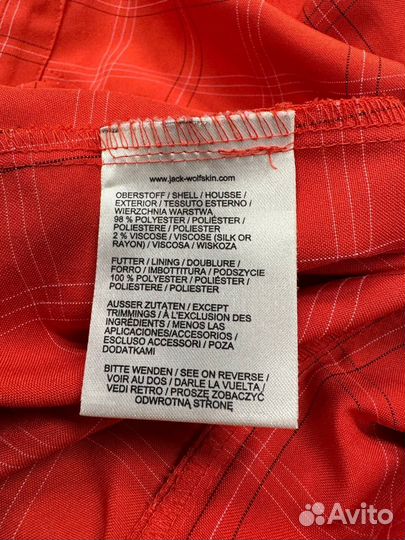 www.jack-wolfskin.com
OBERSTOFF / SHELL / HOUSSE /
EXTERIOR / TESSUTO ESTERNO /
WIERZCHNIA WARSTWA
98 % POLYESTER / POLIÉSTER /
POLIESTERE / POLIESTER
2 % VISCOSE / VISCOSE (SILK OR
RAYON) / VISCOSA / WISKOZA
FUTTER / LINING / DOUBLURE /
FORRO / IMBOTTITURA / PODSZYCIE
100 % POLYESTER / POLIÉSTER /
POLIESTERE / POLIESTER
AUSSER ZUTATEN / EXCEPT
TRIMMINGS / À L'EXCLUSION DES
INGRÉDIENTS / MENOS LAS
APLICACIONES/ACCESORIOS /
ESCLUSO ACCESSORI / POZA
DODATKAMI
BITTE WENDEN / SEE ON REVERSE /
VOIR AU DOS / DARLE LA VUELTA /
VEDI RETRO / PROSZĘ ZOBACZYĆ
ODWROTNĄ STRONĘ
Avito